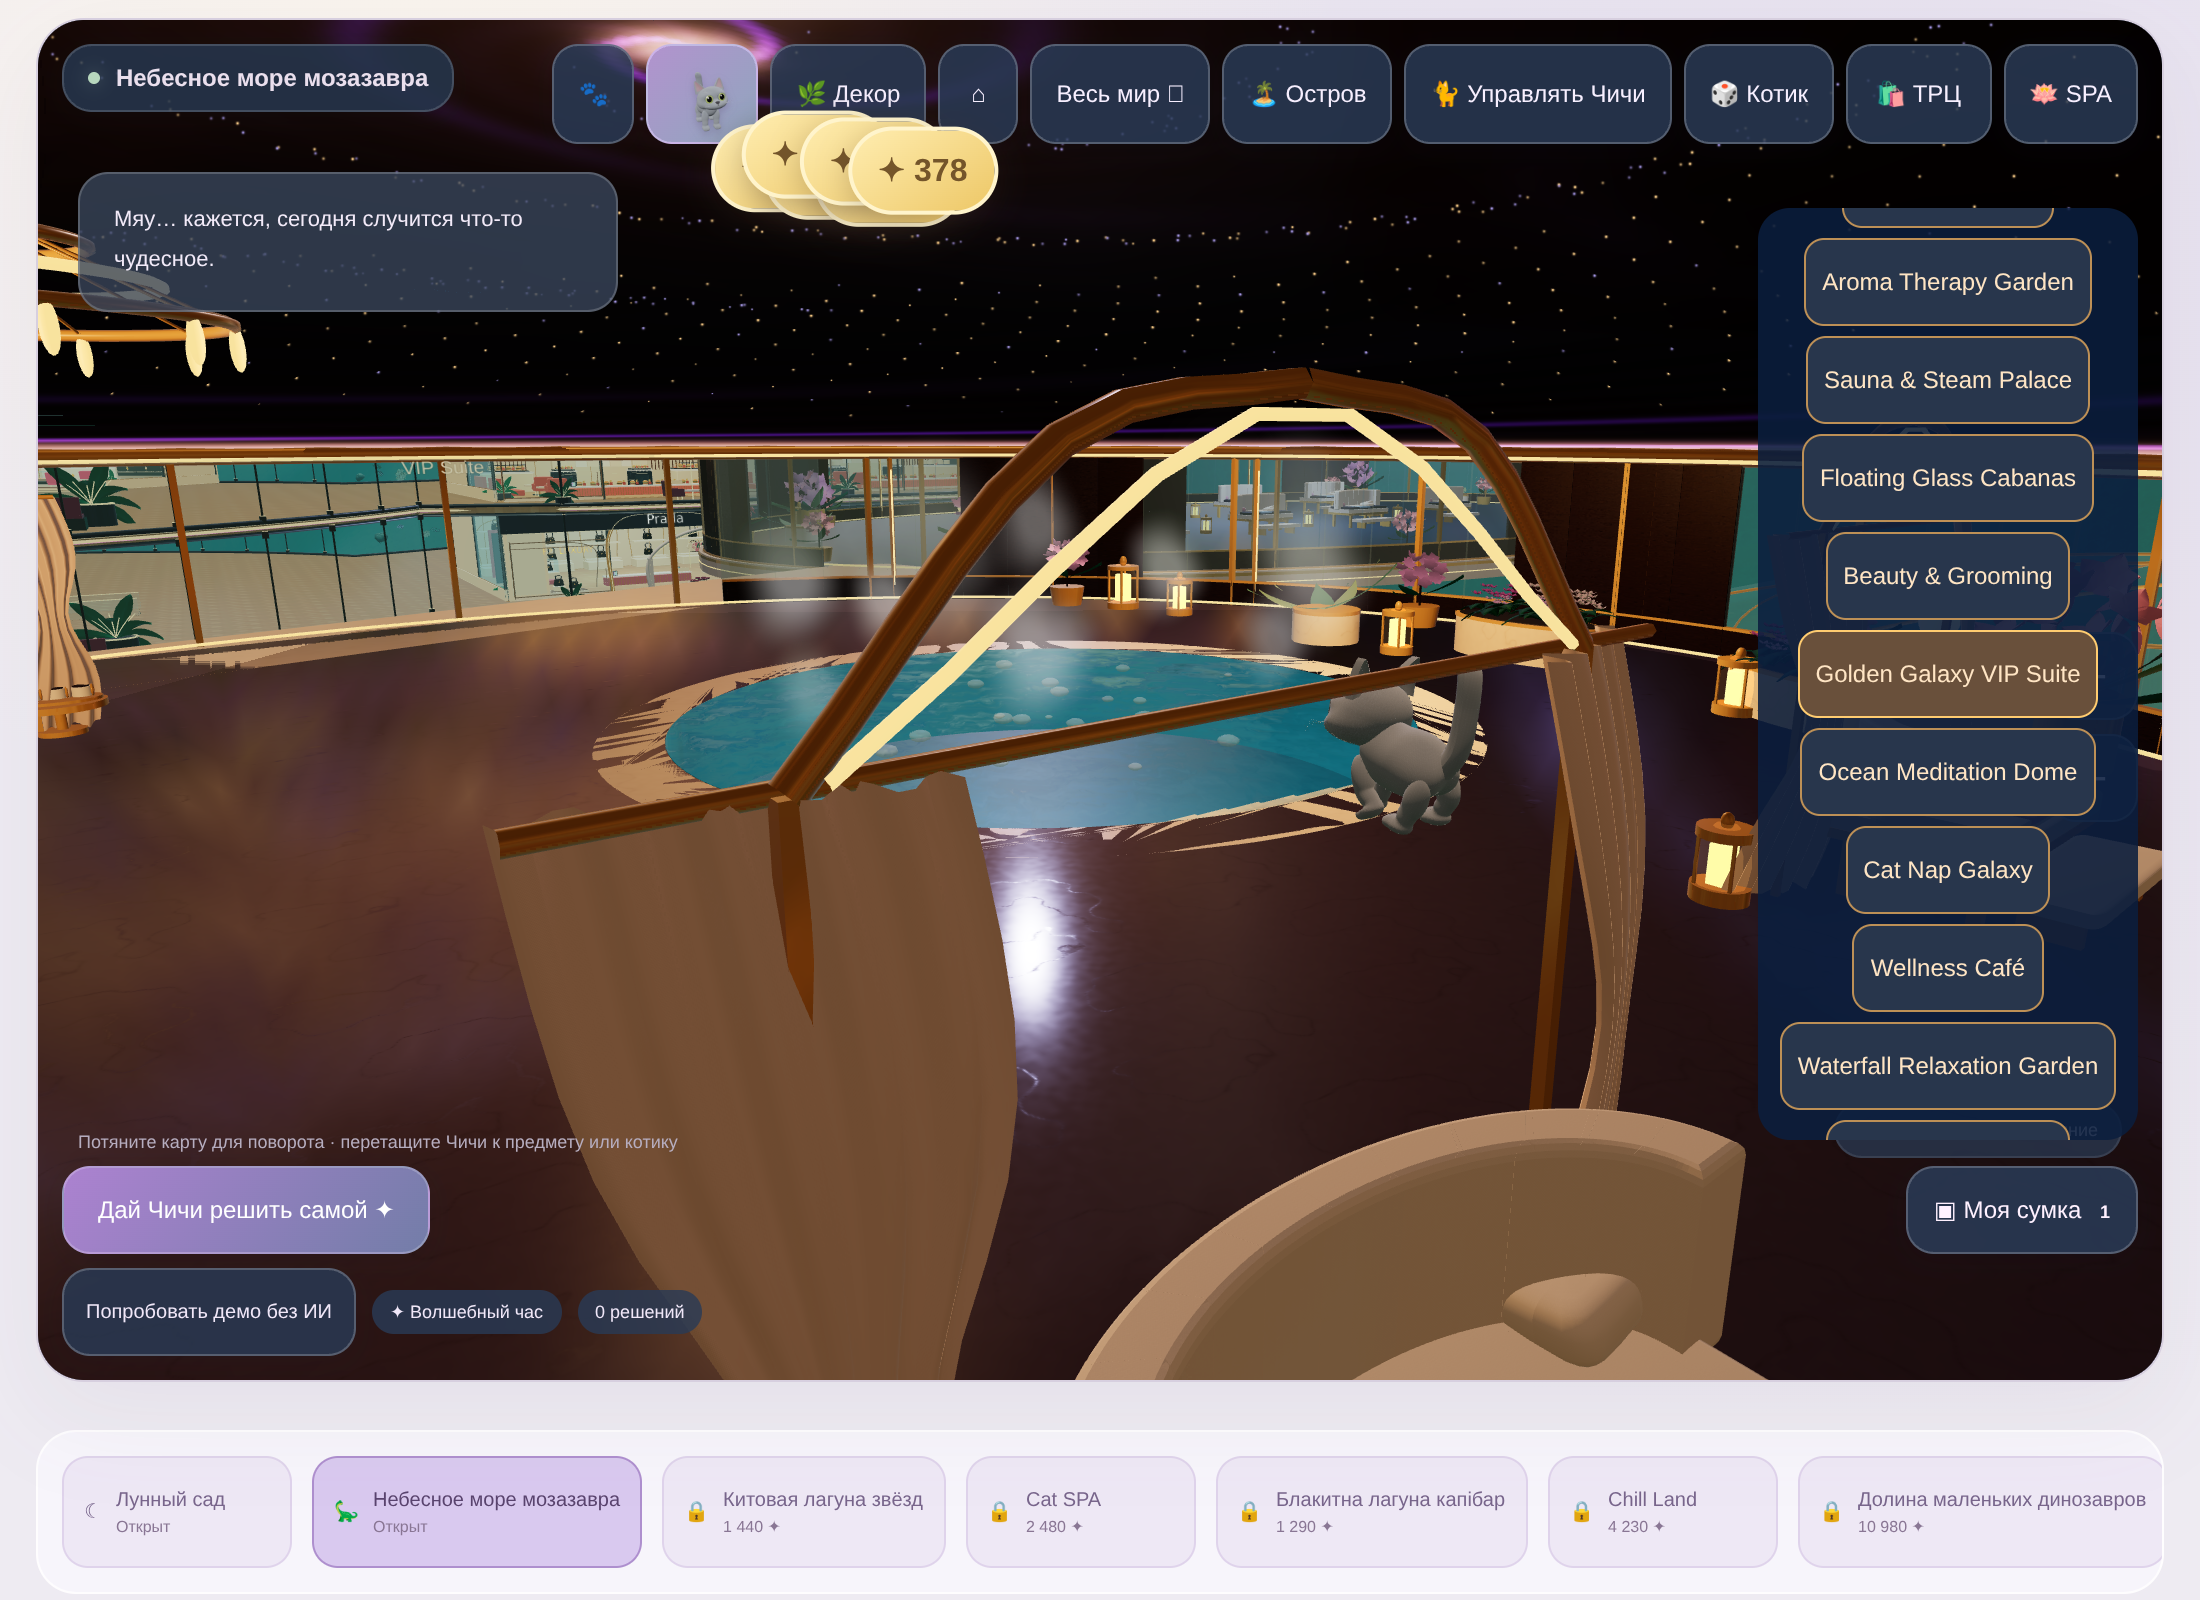 Небесное море мозазавра
Декор
Весь мир
Остров
Управлять Чичи
Котик
ТРЦ
SPA
✦ 378
Мяу… кажется, сегодня случится что-то
чудесное.
VIP Suite
Prada
Aroma Therapy Garden
Sauna & Steam Palace
Floating Glass Cabanas
Beauty & Grooming
Golden Galaxy VIP Suite
Ocean Meditation Dome
Cat Nap Galaxy
Wellness Café
Waterfall Relaxation Garden
Потяните карту для поворота · перетащите Чичи к предмету или котику
Дай Чичи решить самой ✦
Моя сумка 1
Попробовать демо без ИИ
✦ Волшебный час
0 решений
Лунный сад
Открыт
Небесное море мозазавра
Открыт
Китовая лагуна звёзд
1 440 ✦
Cat SPA
2 480 ✦
Блакитна лагуна капібар
1 290 ✦
Chill Land
4 230 ✦
Долина маленьких динозавров
10 980 ✦